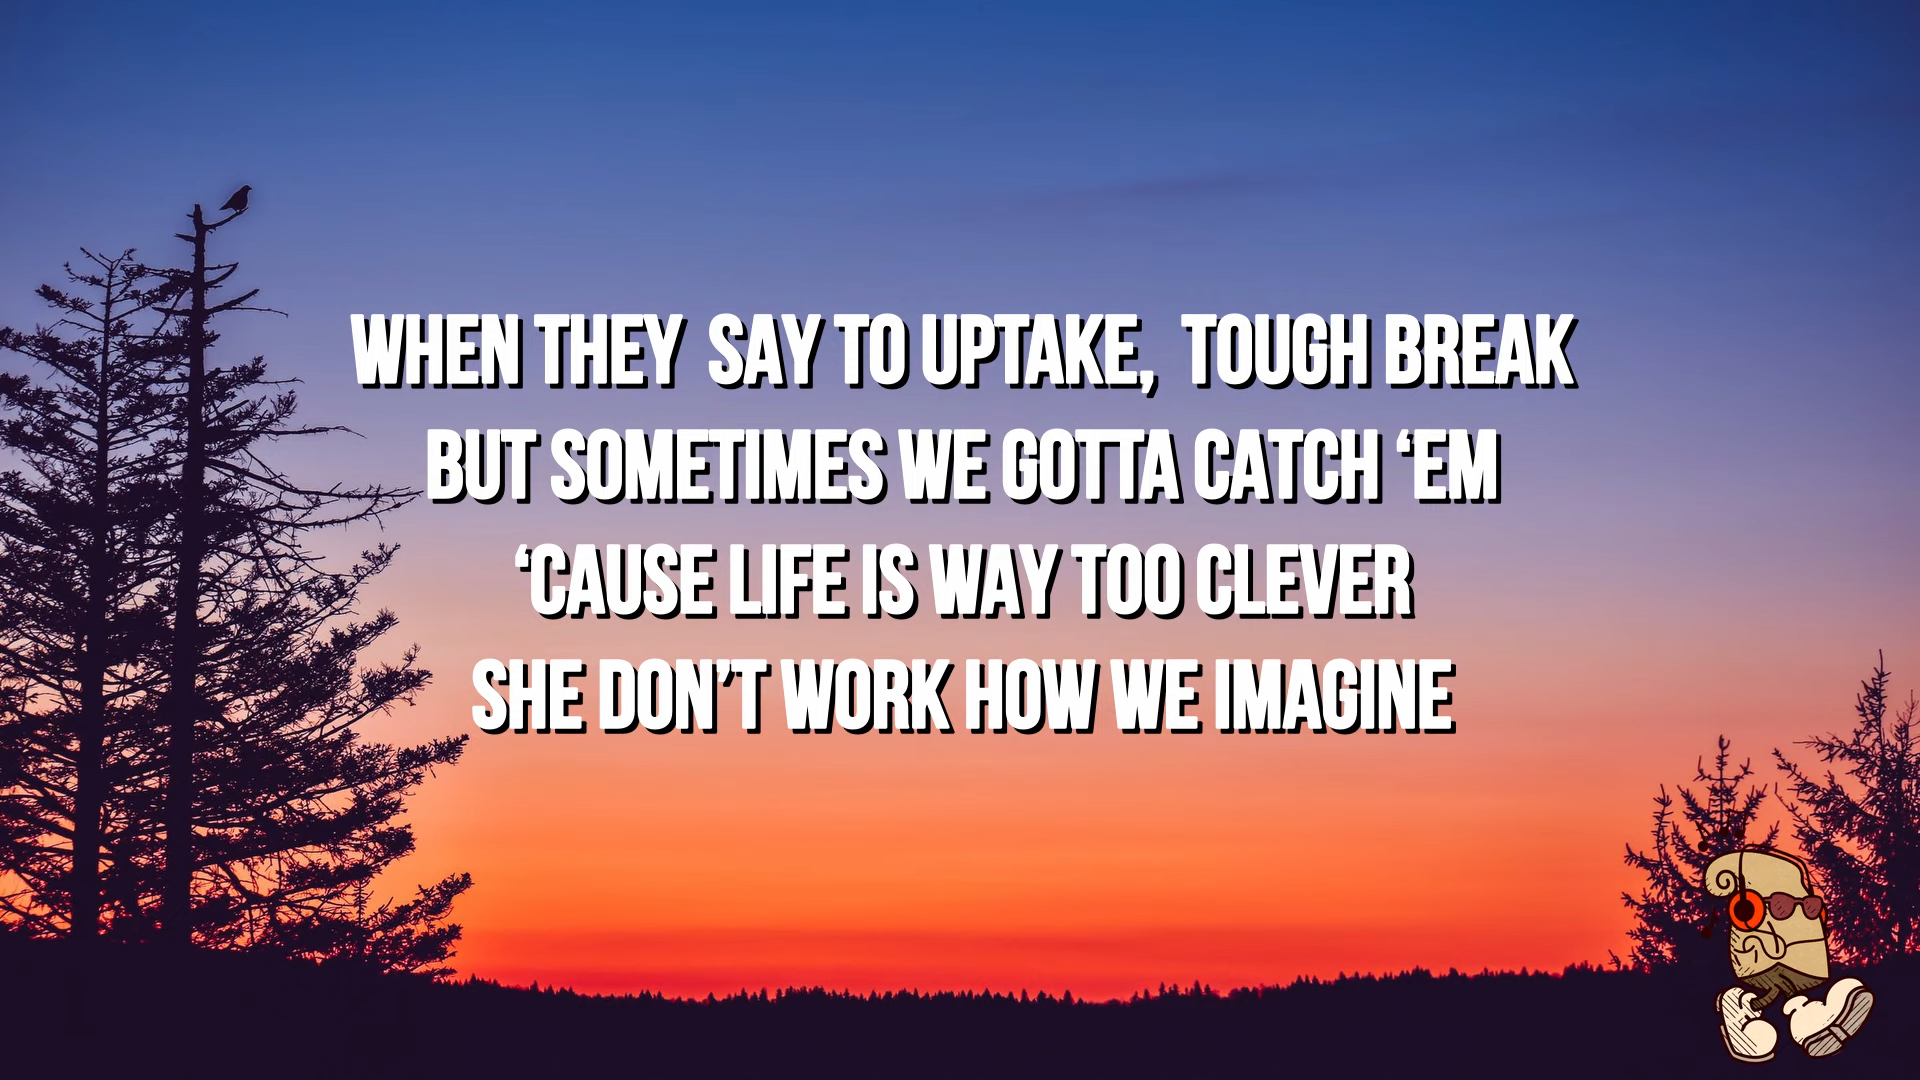 WHEN THEY SAY TO UPTAKE, TOUGH BREAK
BUT SOMETIMES WE GOTTA CATCH ‘EM
‘CAUSE LIFE IS WAY TOO CLEVER
SHE DON’T WORK HOW WE IMAGINE